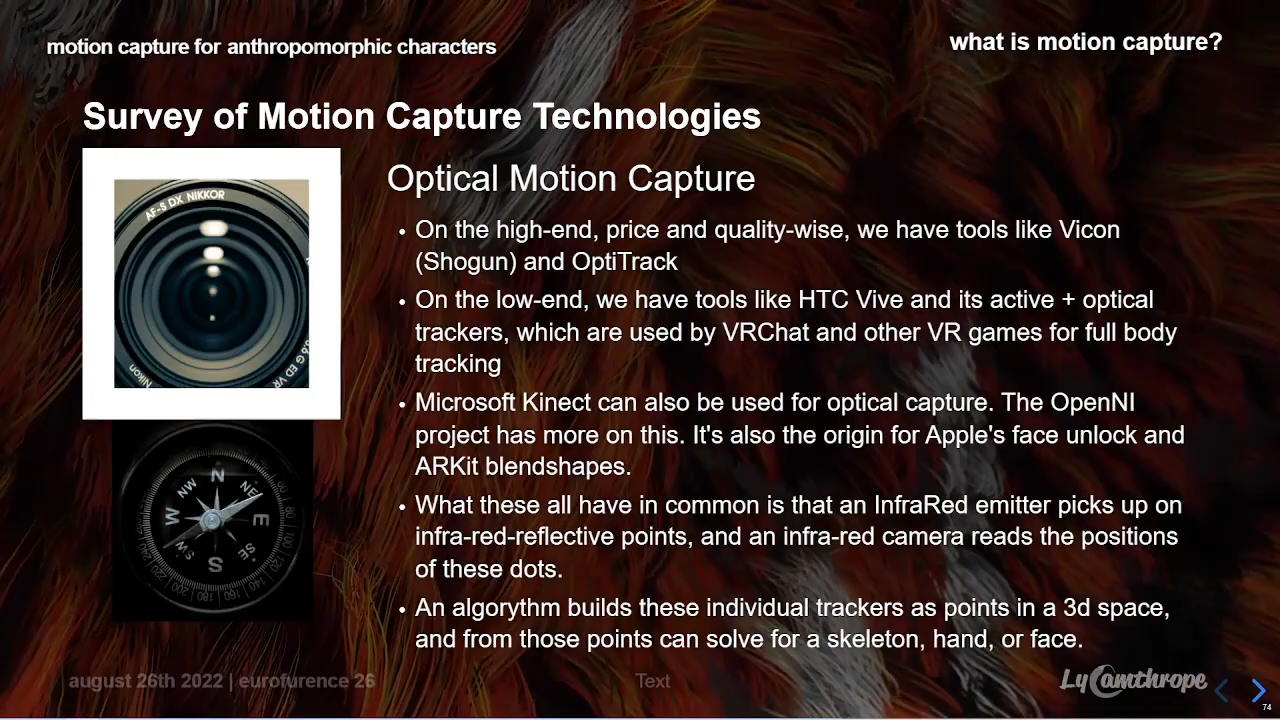 motion capture for anthropomorphic characters
what is motion capture?
Survey of Motion Capture Technologies
AF-S DX NIKKOR
Nikon
5.6 G ED VR
Optical Motion Capture
• On the high-end, price and quality-wise, we have tools like Vicon
(Shogun) and OptiTrack
• On the low-end, we have tools like HTC Vive and its active + optical
trackers, which are used by VRChat and other VR games for full body
tracking
• Microsoft Kinect can also be used for optical capture. The OpenNI
project has more on this. It's also the origin for Apple's face unlock and
ARKit blendshapes.
• What these all have in common is that an InfraRed emitter picks up on
infra-red-reflective points, and an infra-red camera reads the positions
of these dots.
• An algorythm builds these individual trackers as points in a 3d space,
and from those points can solve for a skeleton, hand, or face.
N
NW NE
W E
SW SE
S
august 26th 2022 | eurofurence 26
Text
Lycamthrope
74